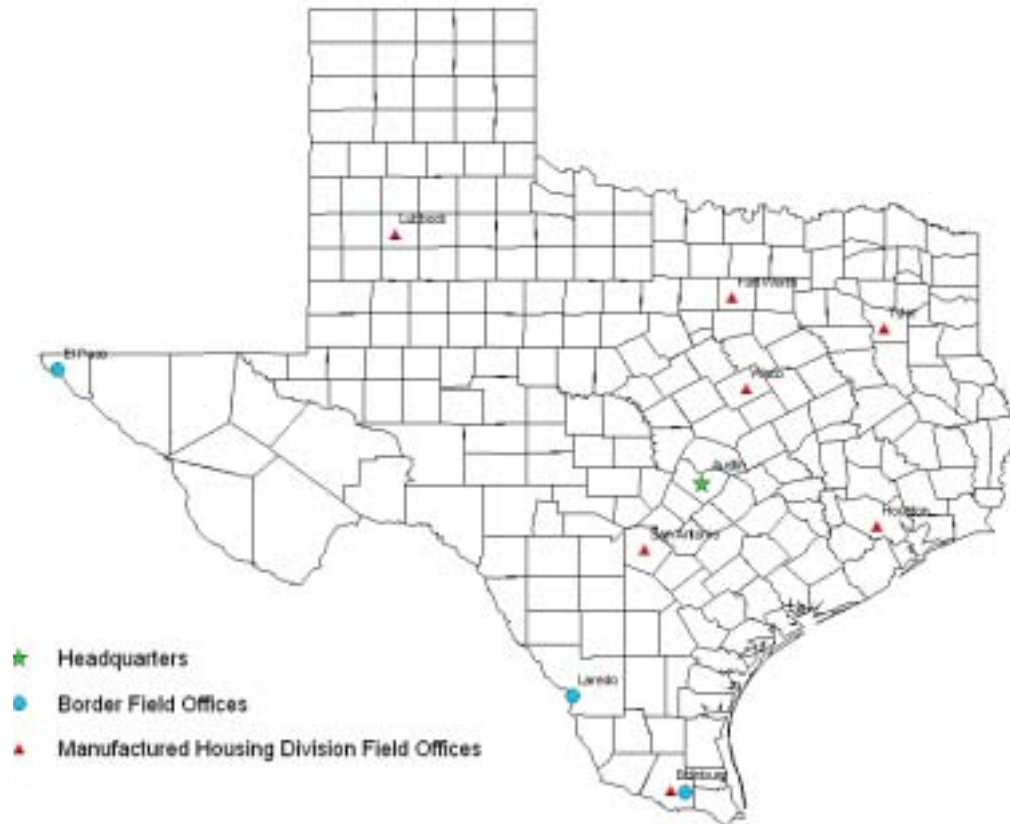 Lubbock
Fort Worth
Tyler
El Paso
Waco
Austin
Houston
San Antonio
Headquarters
Laredo
Border Field Offices
Manufactured Housing Division Field Offices
Edinburg